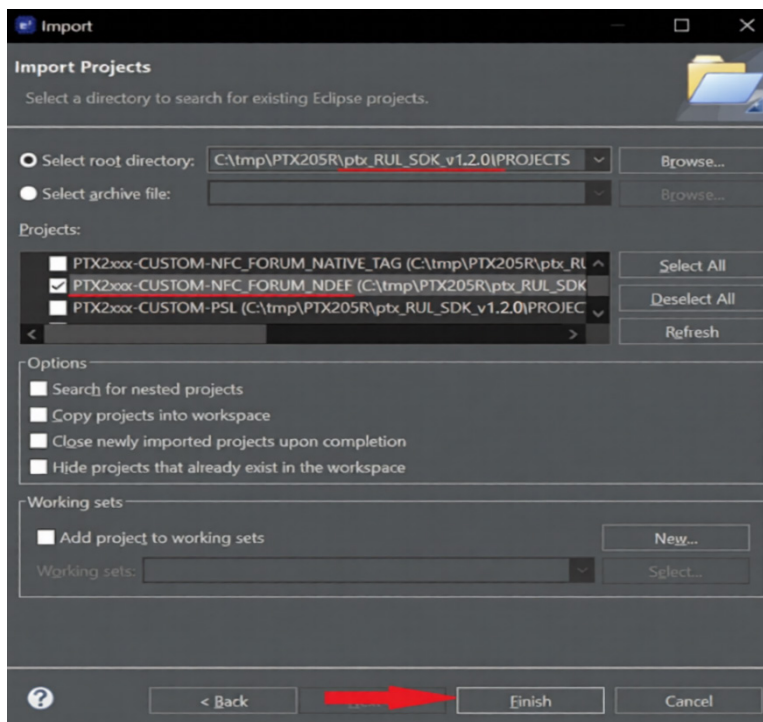 Import
Import Projects
Select a directory to search for existing Eclipse projects.
Select root directory: C:\tmp\PTX205R\ptx_RUL_SDK_v1.2.0\PROJECTS Browse...
Select archive file: Browse...
Projects:
PTX2xxx-CUSTOM-NFC_FORUM_NATIVE_TAG (C:\tmp\PTX205R\ptx_RU Select All
PTX2xxx-CUSTOM-NFC_FORUM_NDEF (C:\tmp\PTX205R\ptx_RUL_SDK
PTX2xxx-CUSTOM-PSL (C:\tmp\PTX205R\ptx_RUL_SDK_v1.2.0\PROJEC Deselect All
Refresh
Options
Search for nested projects
Copy projects into workspace
Close newly imported projects upon completion
Hide projects that already exist in the workspace
Working sets
Add project to working sets New...
Working sets: Select...
< Back Finish Cancel